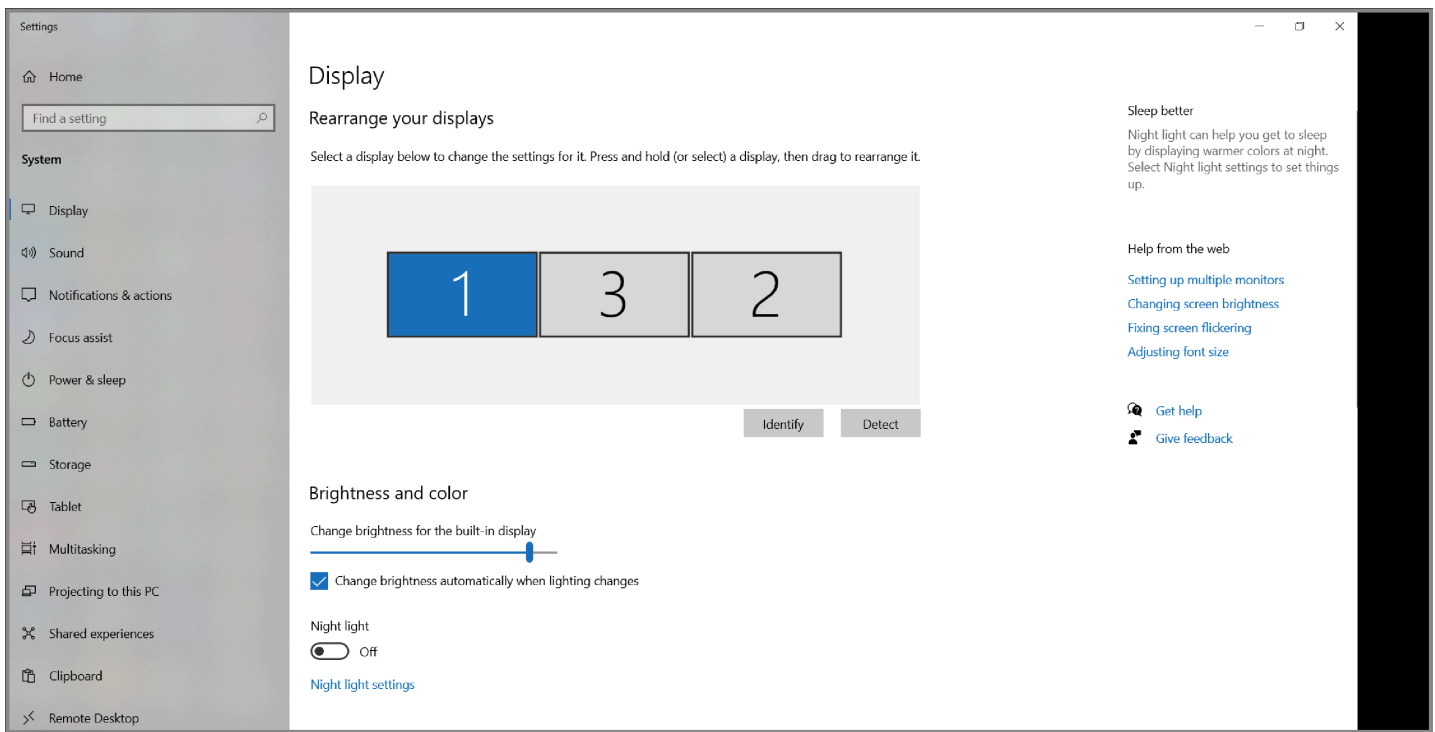 Settings
Home
Find a setting
System
Display
Sound
Notifications & actions
Focus assist
Power & sleep
Battery
Storage
Tablet
Multitasking
Projecting to this PC
Shared experiences
Clipboard
Remote Desktop
Display
Rearrange your displays
Select a display below to change the settings for it. Press and hold (or select) a display, then drag to rearrange it.
1 3 2
Identify Detect
Brightness and color
Change brightness for the built-in display
Change brightness automatically when lighting changes
Night light
Off
Night light settings
Sleep better
Night light can help you get to sleep
by displaying warmer colors at night.
Select Night light settings to set things
up.
Help from the web
Setting up multiple monitors
Changing screen brightness
Fixing screen flickering
Adjusting font size
Get help
Give feedback